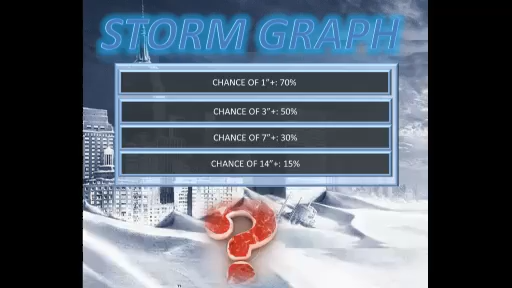 STORM GRAPH
CHANCE OF 1"+: 70%
CHANCE OF 3"+: 50%
CHANCE OF 7"+: 30%
CHANCE OF 14"+: 15%
?